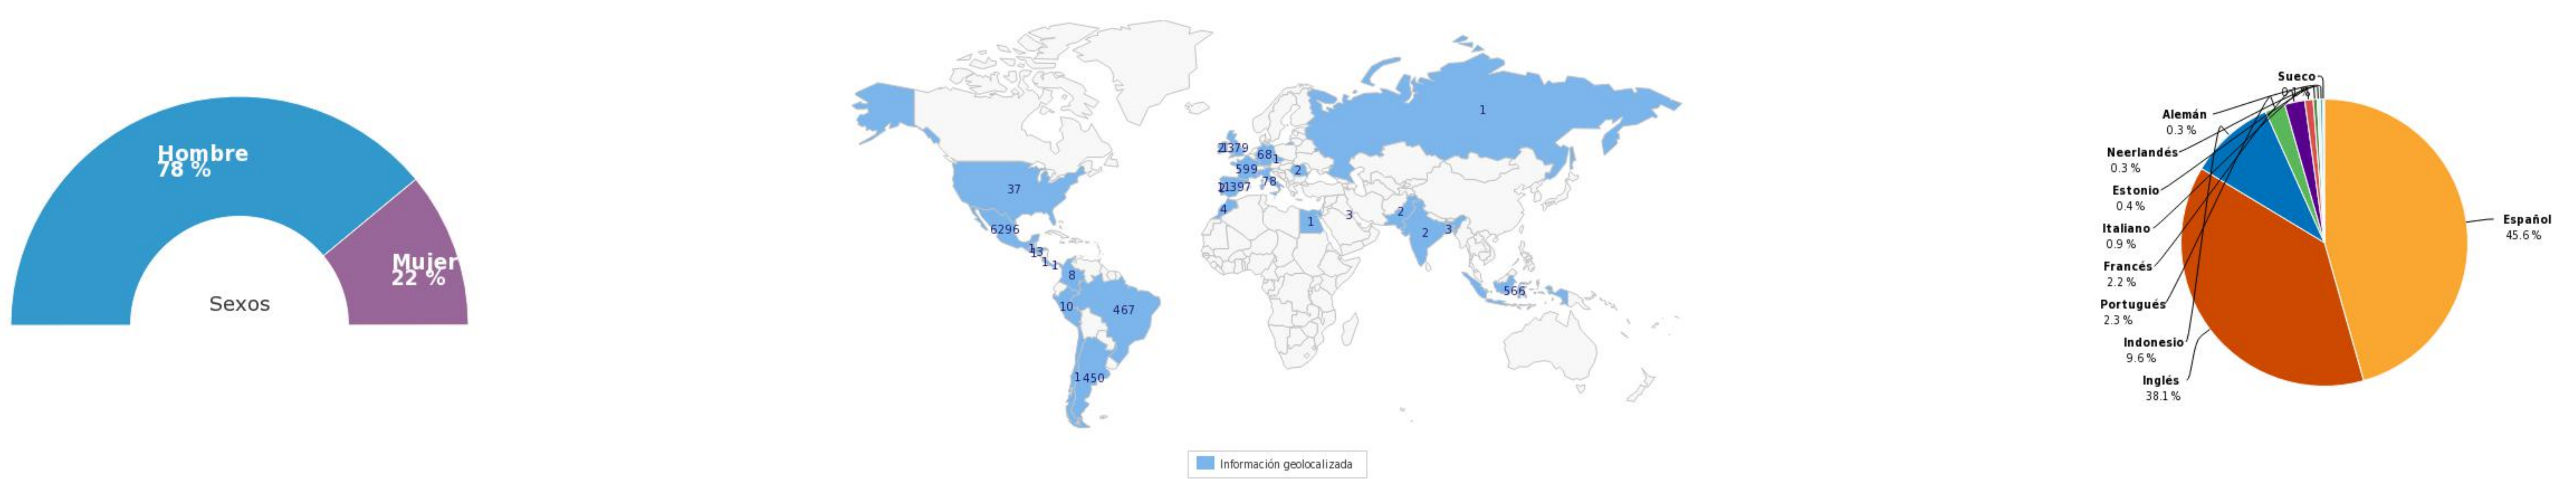 Hombre
78 %
Mujer
22 %
Sexos
1
379
68
1
599
2
1397
78
4
37
6296
1
13
1
1
8
10
467
1
450
1
3
2
2
3
566
Información geolocalizada
Sueco
0.1 %
Alemán
0.3 %
Neerlandés
0.3 %
Estonio
0.4 %
Italiano
0.9 %
Francés
2.2 %
Portugués
2.3 %
Indonesio
9.6 %
Inglés
38.1 %
Español
45.6 %